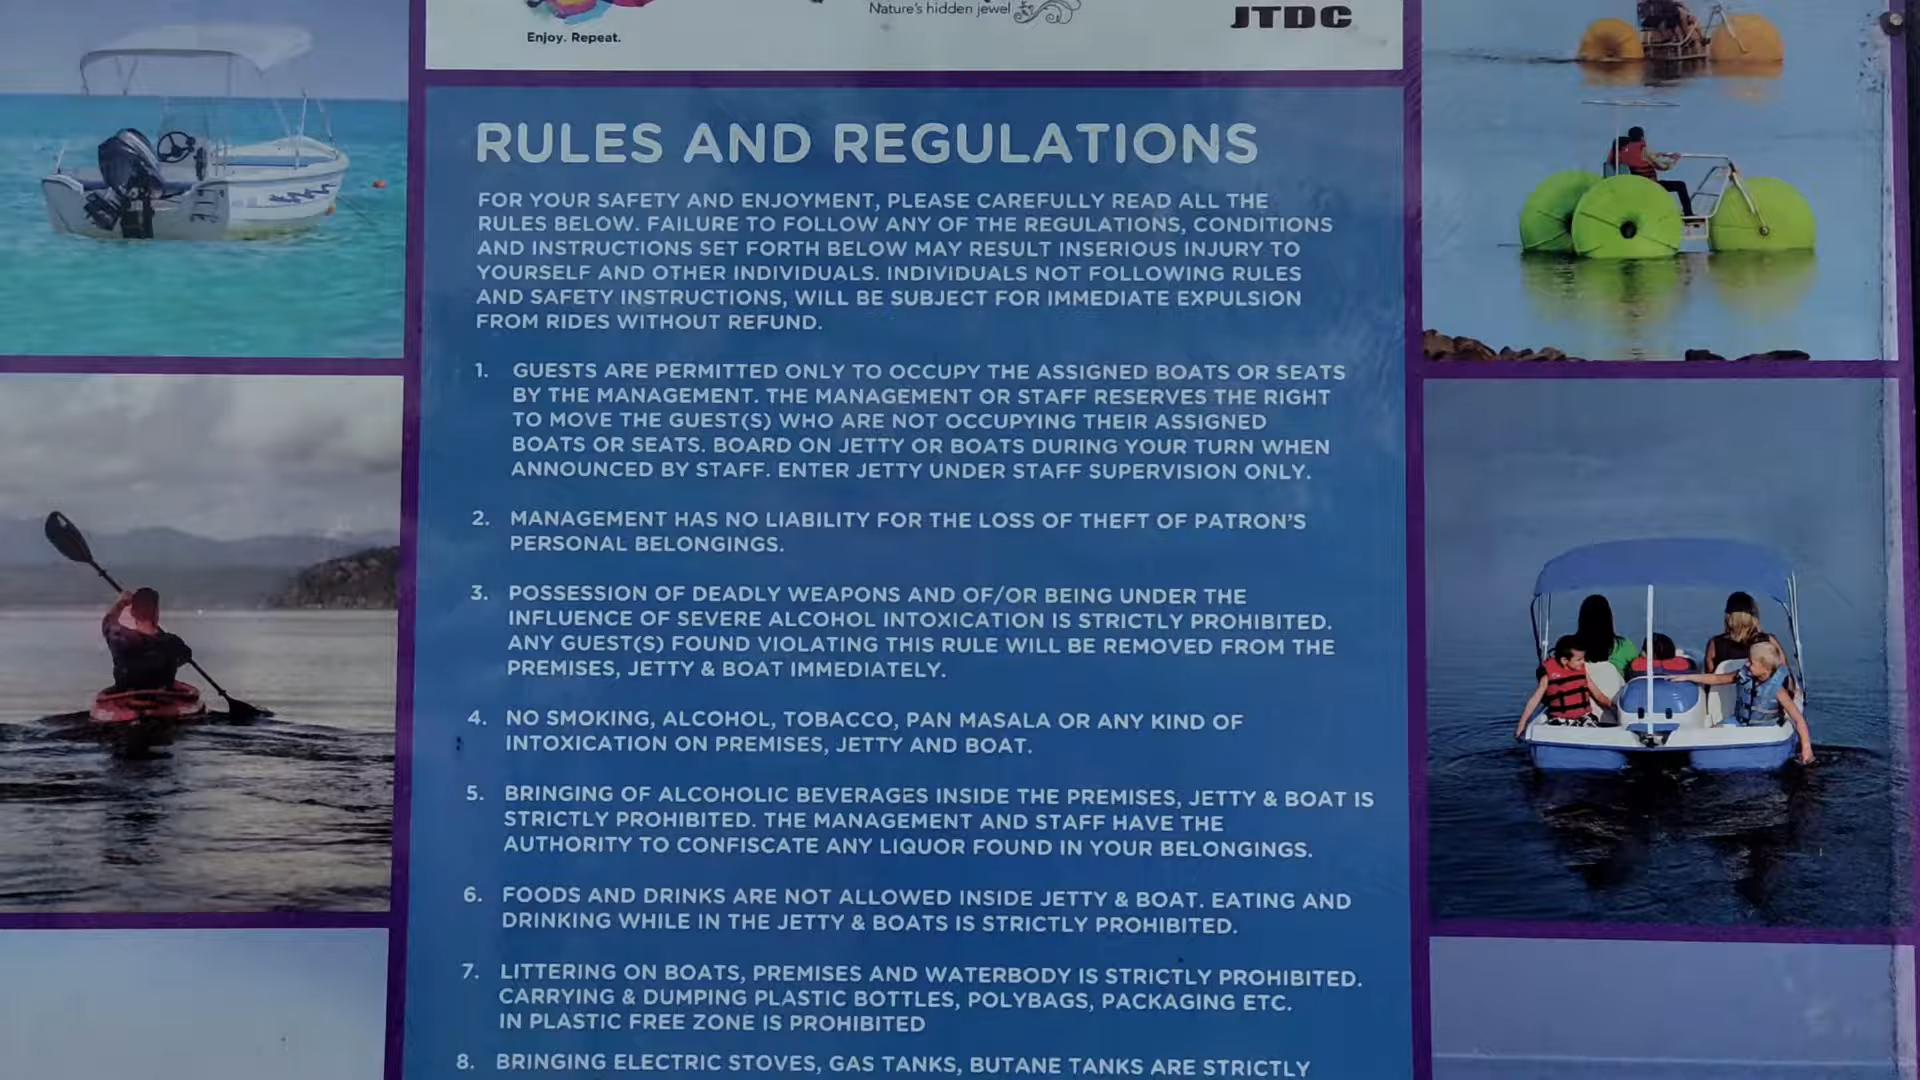 Enjoy. Repeat.
Nature's hidden jewel
JTDC
RULES AND REGULATIONS
FOR YOUR SAFETY AND ENJOYMENT, PLEASE CAREFULLY READ ALL THE
RULES BELOW. FAILURE TO FOLLOW ANY OF THE REGULATIONS, CONDITIONS
AND INSTRUCTIONS SET FORTH BELOW MAY RESULT INSERIOUS INJURY TO
YOURSELF AND OTHER INDIVIDUALS. INDIVIDUALS NOT FOLLOWING RULES
AND SAFETY INSTRUCTIONS, WILL BE SUBJECT FOR IMMEDIATE EXPULSION
FROM RIDES WITHOUT REFUND.
1. GUESTS ARE PERMITTED ONLY TO OCCUPY THE ASSIGNED BOATS OR SEATS
BY THE MANAGEMENT. THE MANAGEMENT OR STAFF RESERVES THE RIGHT
TO MOVE THE GUEST(S) WHO ARE NOT OCCUPYING THEIR ASSIGNED
BOATS OR SEATS. BOARD ON JETTY OR BOATS DURING YOUR TURN WHEN
ANNOUNCED BY STAFF. ENTER JETTY UNDER STAFF SUPERVISION ONLY.
2. MANAGEMENT HAS NO LIABILITY FOR THE LOSS OF THEFT OF PATRON'S
PERSONAL BELONGINGS.
3. POSSESSION OF DEADLY WEAPONS AND OF/OR BEING UNDER THE
INFLUENCE OF SEVERE ALCOHOL INTOXICATION IS STRICTLY PROHIBITED.
ANY GUEST(S) FOUND VIOLATING THIS RULE WILL BE REMOVED FROM THE
PREMISES, JETTY & BOAT IMMEDIATELY.
4. NO SMOKING, ALCOHOL, TOBACCO, PAN MASALA OR ANY KIND OF
INTOXICATION ON PREMISES, JETTY AND BOAT.
5. BRINGING OF ALCOHOLIC BEVERAGES INSIDE THE PREMISES, JETTY & BOAT IS
STRICTLY PROHIBITED. THE MANAGEMENT AND STAFF HAVE THE
AUTHORITY TO CONFISCATE ANY LIQUOR FOUND IN YOUR BELONGINGS.
6. FOODS AND DRINKS ARE NOT ALLOWED INSIDE JETTY & BOAT. EATING AND
DRINKING WHILE IN THE JETTY & BOATS IS STRICTLY PROHIBITED.
7. LITTERING ON BOATS, PREMISES AND WATERBODY IS STRICTLY PROHIBITED.
CARRYING & DUMPING PLASTIC BOTTLES, POLYBAGS, PACKAGING ETC.
IN PLASTIC FREE ZONE IS PROHIBITED
8. BRINGING ELECTRIC STOVES, GAS TANKS, BUTANE TANKS ARE STRICTLY